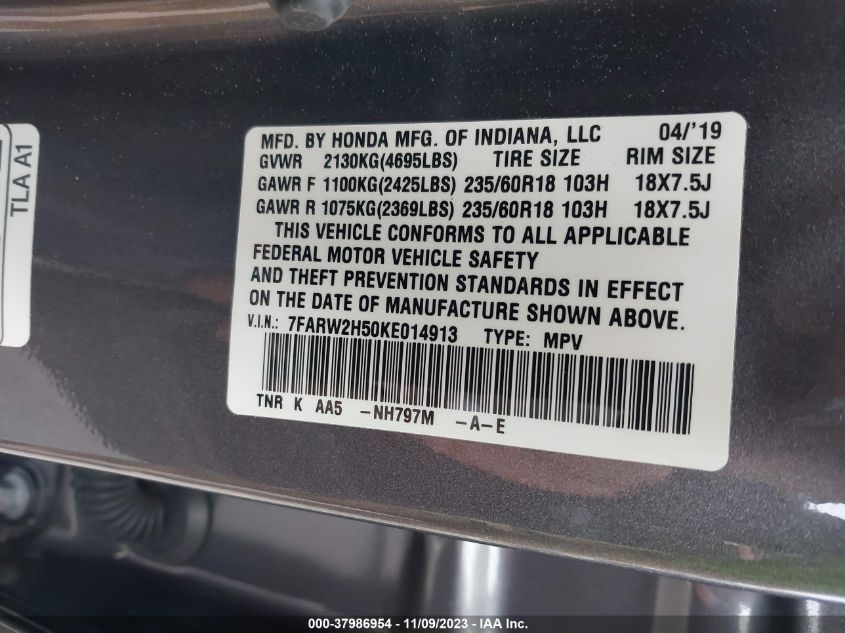 TLA A1
MFD. BY HONDA MFG. OF INDIANA, LLC 04/'19
GVWR 2130KG(4695LBS) TIRE SIZE RIM SIZE
GAWR F 1100KG(2425LBS) 235/60R18 103H 18X7.5J
GAWR R 1075KG(2369LBS) 235/60R18 103H 18X7.5J
THIS VEHICLE CONFORMS TO ALL APPLICABLE
FEDERAL MOTOR VEHICLE SAFETY
AND THEFT PREVENTION STANDARDS IN EFFECT
ON THE DATE OF MANUFACTURE SHOWN ABOVE.
V.I.N.: 7FARW2H50KE014913 TYPE: MPV
TNR K AA5 -NH797M -A-E
000-37986954 - 11/09/2023 - IAA Inc.